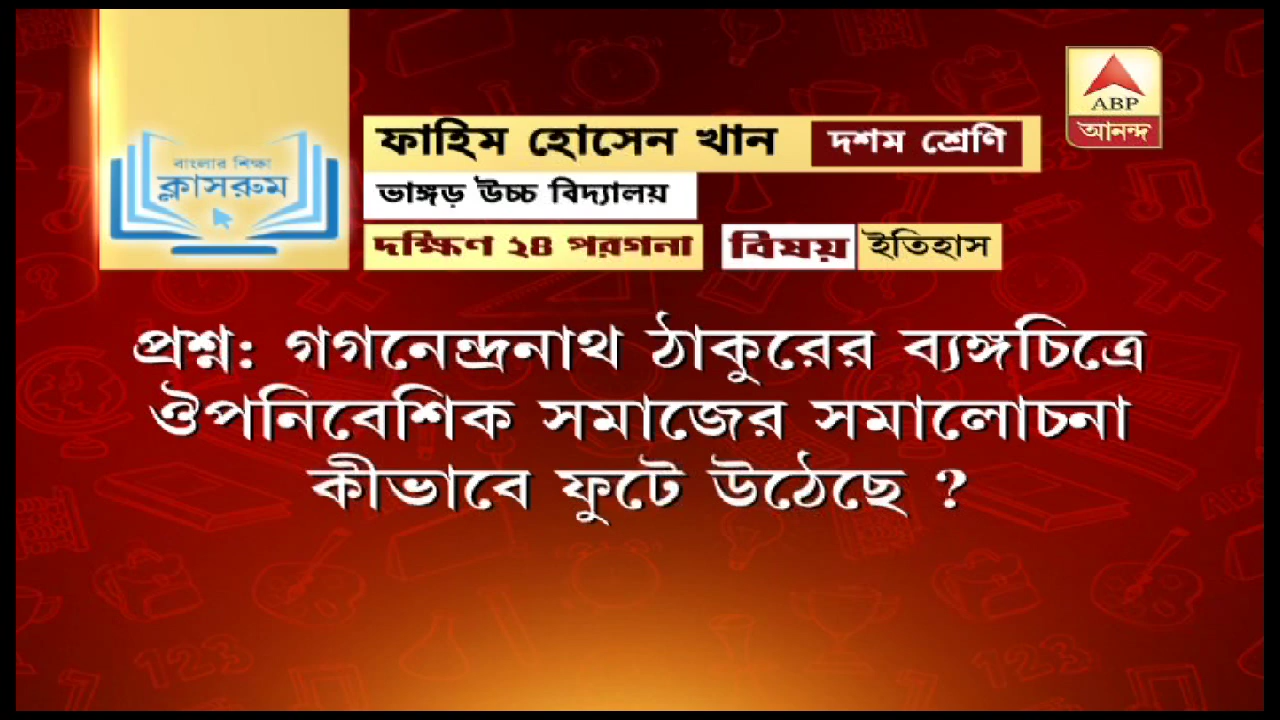 ফাহিম হোসেন খান দশম শ্রেণি
ABP
আনন্দ
বাংলার শিক্ষা
ক্লাসরুম
ভাঙ্গড় উচ্চ বিদ্যালয়
দক্ষিণ ২৪ পরগনা বিষয় ইতিহাস
প্রশ্ন: গগনেন্দ্রনাথ ঠাকুরের ব্যঙ্গচিত্রে
ঔপনিবেশিক সমাজের সমালোচনা
কীভাবে ফুটে উঠেছে ?